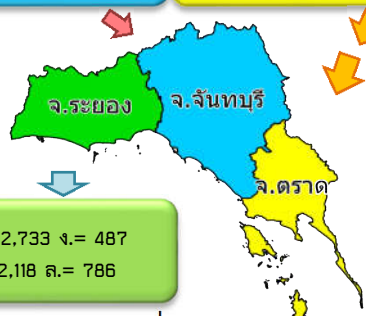 จ.ระยอง
จ.จันทบุรี
จ.ตราด
2,733 ง.= 487
2,118 ล.= 786